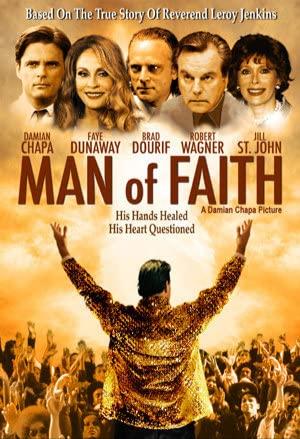 BASED ON THE TRUE STORY OF REVEREND LEROY JENKINS
DAMIAN CHAPA
FAYE DUNAWAY
BRAD DOURIF
ROBERT WAGNER
JILL ST. JOHN
MAN OF FAITH
A DAMIAN CHAPA PICTURE
His Hands Healed
His Heart Questioned